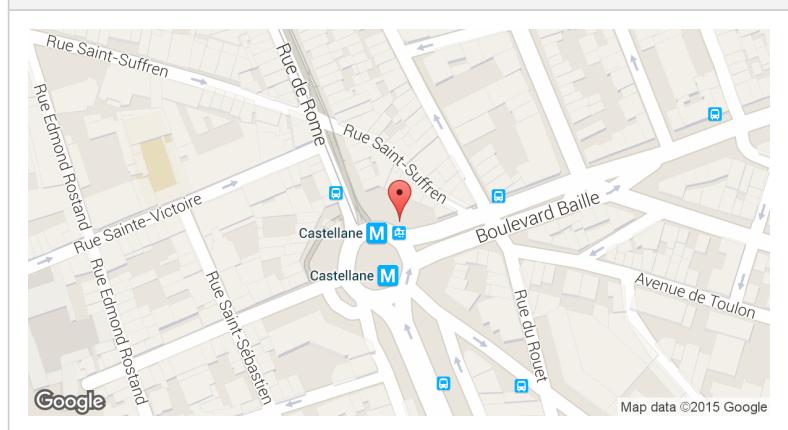 Rue Saint-Suffren
Rue de Rome
Rue Edmond Rostand
Rue Saint-Suffren
Rue Sainte-Victoire
Castellane M
Boulevard Baille
Castellane M
Rue Edmond Rostand
Rue Saint-Sébastien
Rue du Rouet
Avenue de Toulon
Google
Map data ©2015 Google